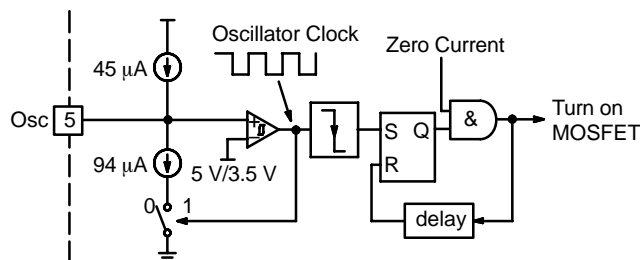 Oscillator Clock
Zero Current
45 µA
Osc 5
+
−
S Q
R
&
Turn on
MOSFET
94 µA
5 V/3.5 V
0 1
delay